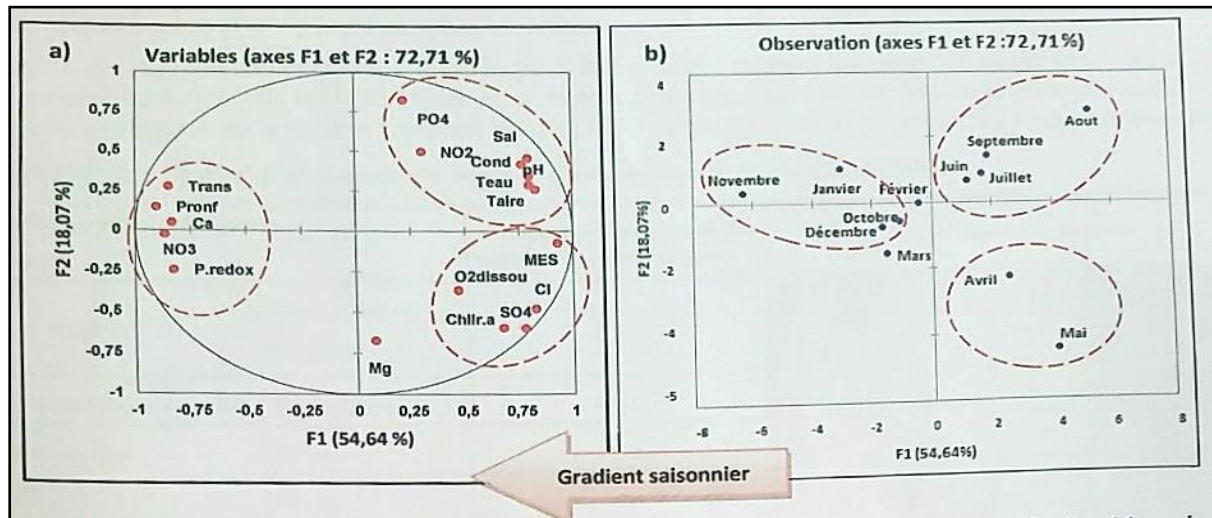 a)
Variables (axes F1 et F2 : 72,71 %)
F2 (18,07 %)
1
0,75
0,5
0,25
0
-0,25
-0,5
-0,75
-1
PO4
Sal
NO2
Cond
pH
Teau
Taire
Trans
Pronf
Ca
NO3
P.redox
MES
O2dissou
Cl
SO4
Chllr.a
Mg
-1 -0,75 -0,5 -0,25 0 0,25 0,5 0,75 1
F1 (54,64 %)
b)
Observation (axes F1 et F2 :72,71%)
F2 (18,07%)
4
2
0
-2
-4
-5
Aout
Septembre
Juin
Juillet
Novembre
Janvier
Février
Octobre
Décembre
Mars
Avril
Mai
-8 -6 -4 -2 0 2 4 6 8
F1 (54,64%)
Gradient saisonnier